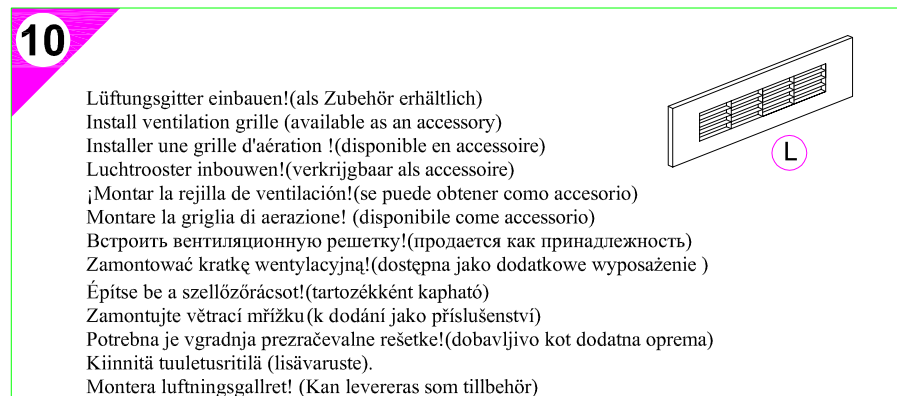 10
Lüftungsgitter einbauen!(als Zubehör erhältlich)
Install ventilation grille (available as an accessory)
Installer une grille d'aération !(disponible en accessoire)
Luchtrooster inbouwen!(verkrijgbaar als accessoire)
¡Montar la rejilla de ventilación!(se puede obtener como accesorio)
Montare la griglia di aerazione! (disponibile come accessorio)
Встроить вентиляционную решетку!(продается как принадлежность)
Zamontować kratkę wentylacyjną!(dostępna jako dodatkowe wyposażenie )
Építse be a szellőzőrácsot!(tartozékként kapható)
Zamontujte větrací mřížku(k dodání jako příslušenství)
Potrebna je vgradnja prezračevalne rešetke!(dobavljivo kot dodatna oprema)
Kiinnitä tuuletusritilä (lisävaruste).
Montera luftningsgallret! (Kan levereras som tillbehör)
L